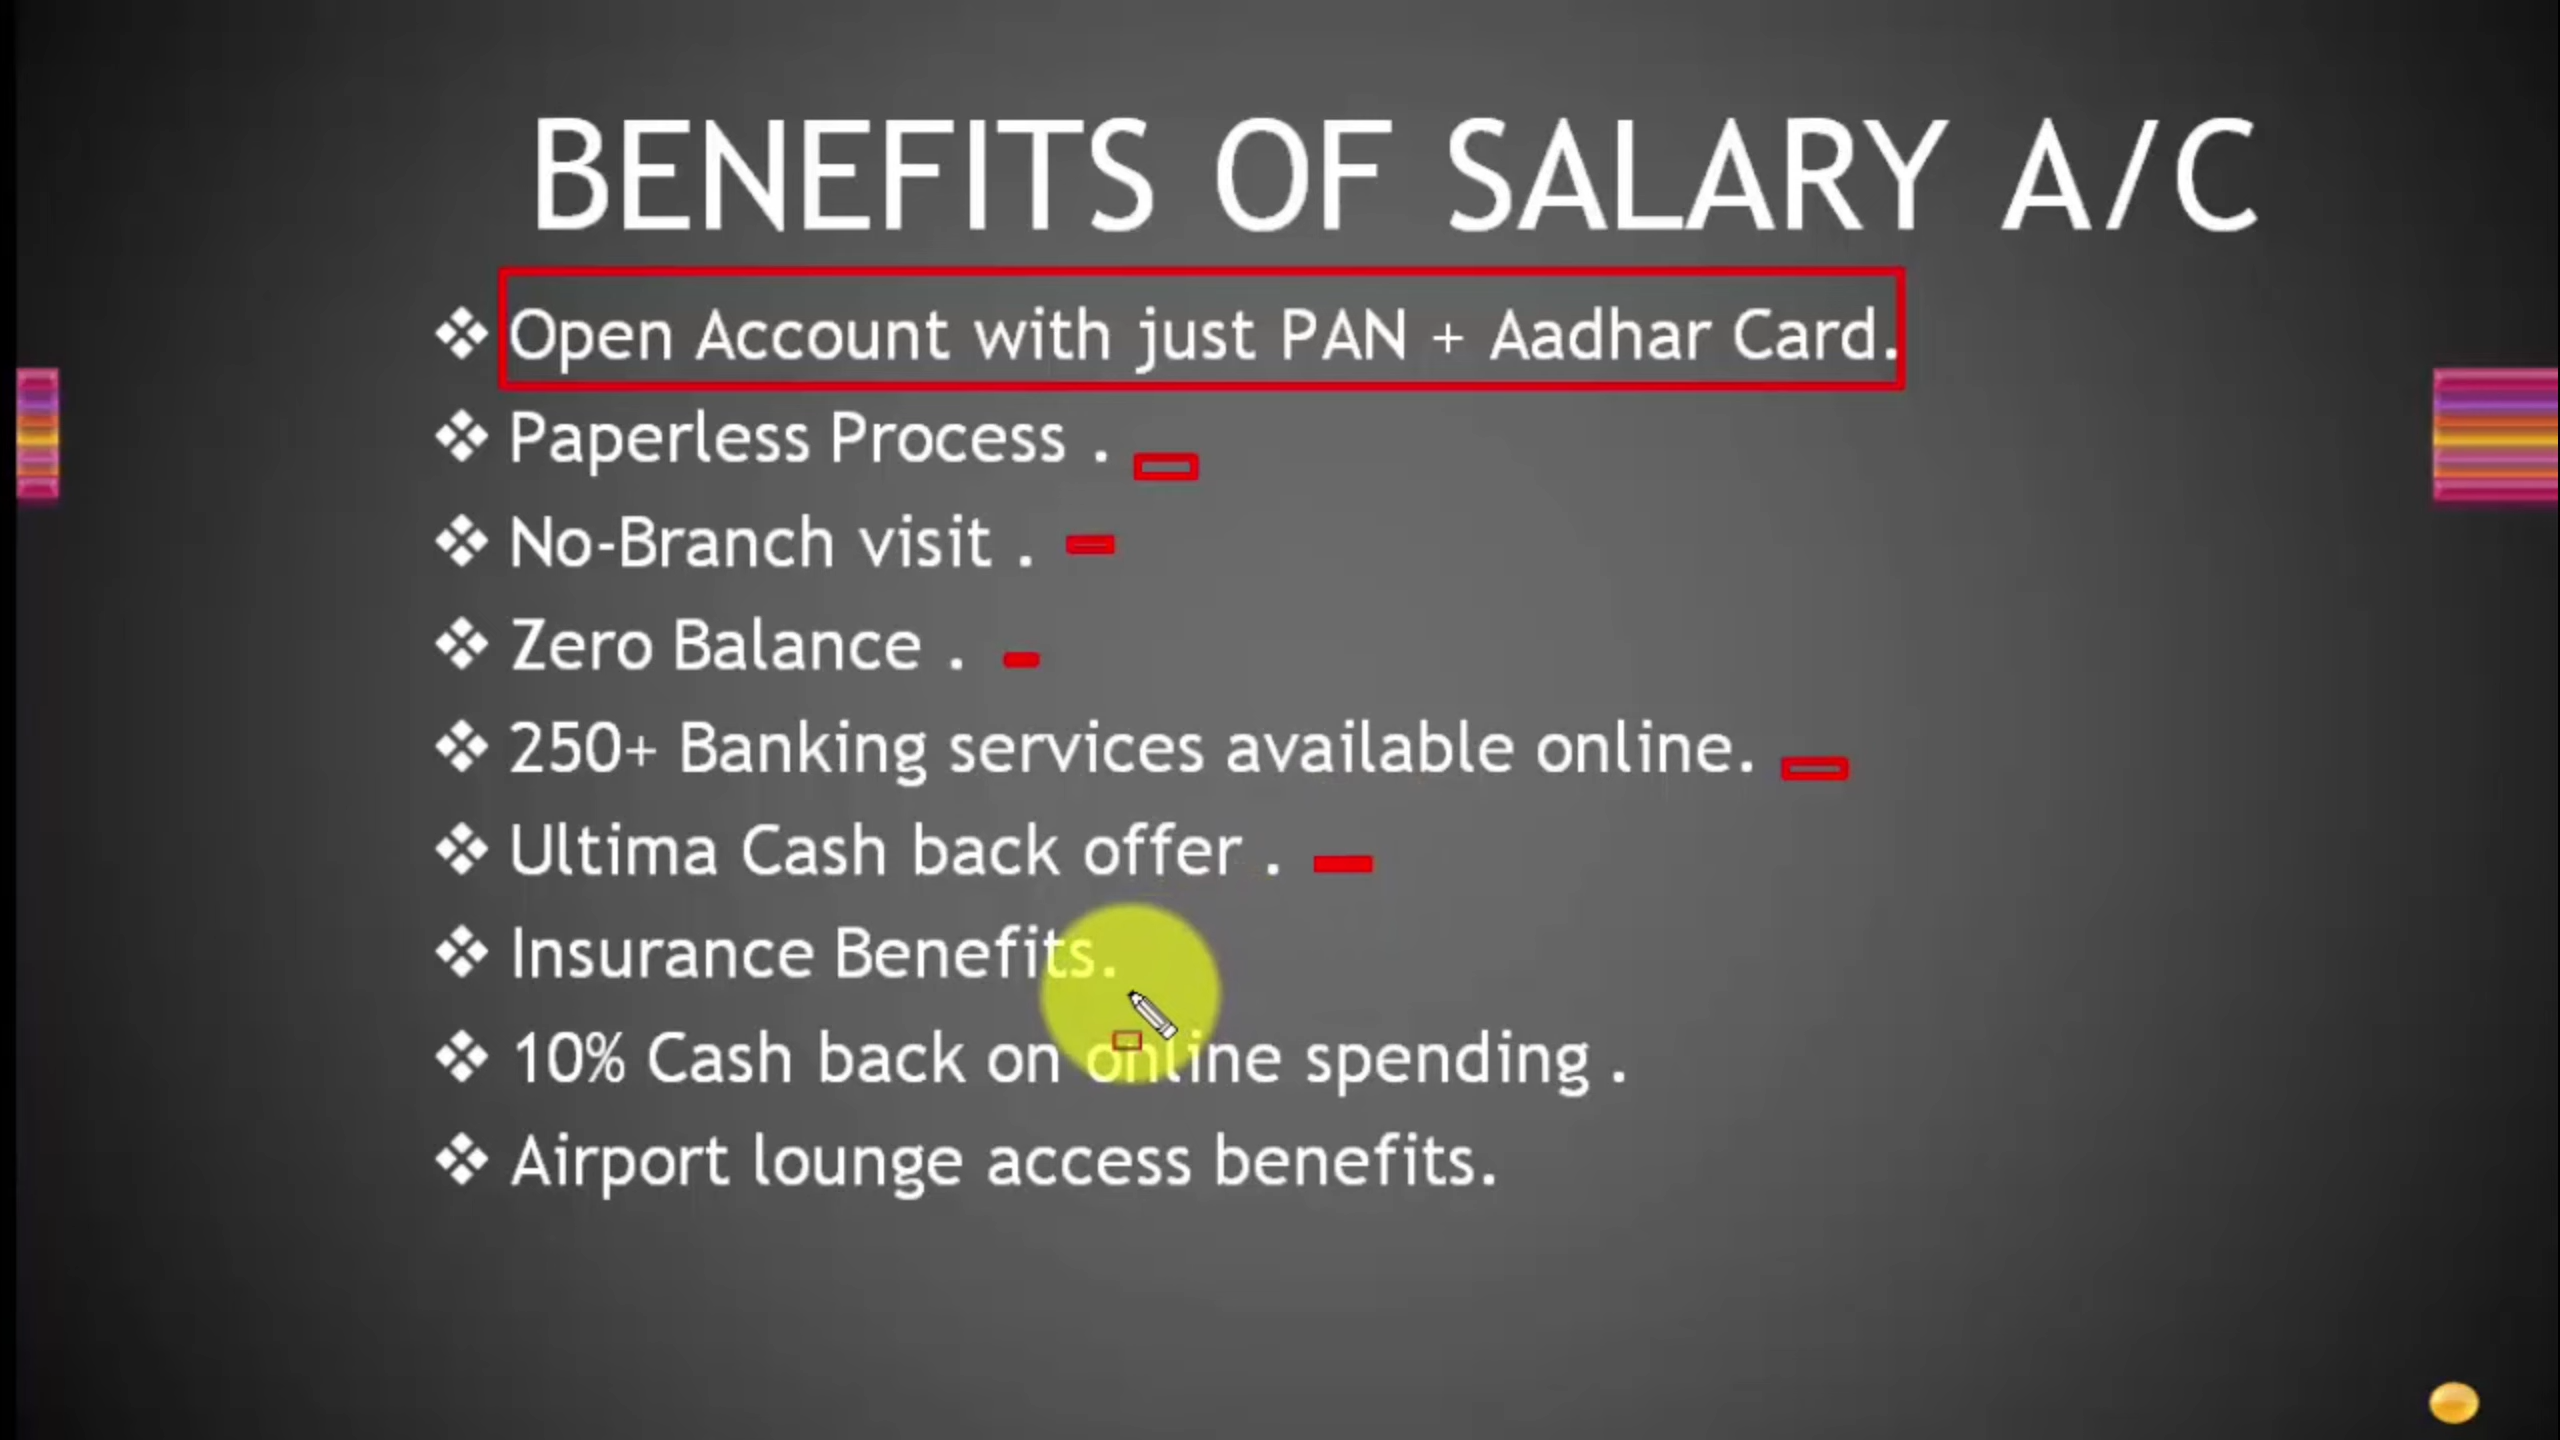 BENEFITS OF SALARY A/C
Open Account with just PAN + Aadhar Card.
Paperless Process .
No-Branch visit .
Zero Balance .
250+ Banking services available online.
Ultima Cash back offer .
Insurance Benefits.
10% Cash back on online spending .
Airport lounge access benefits.